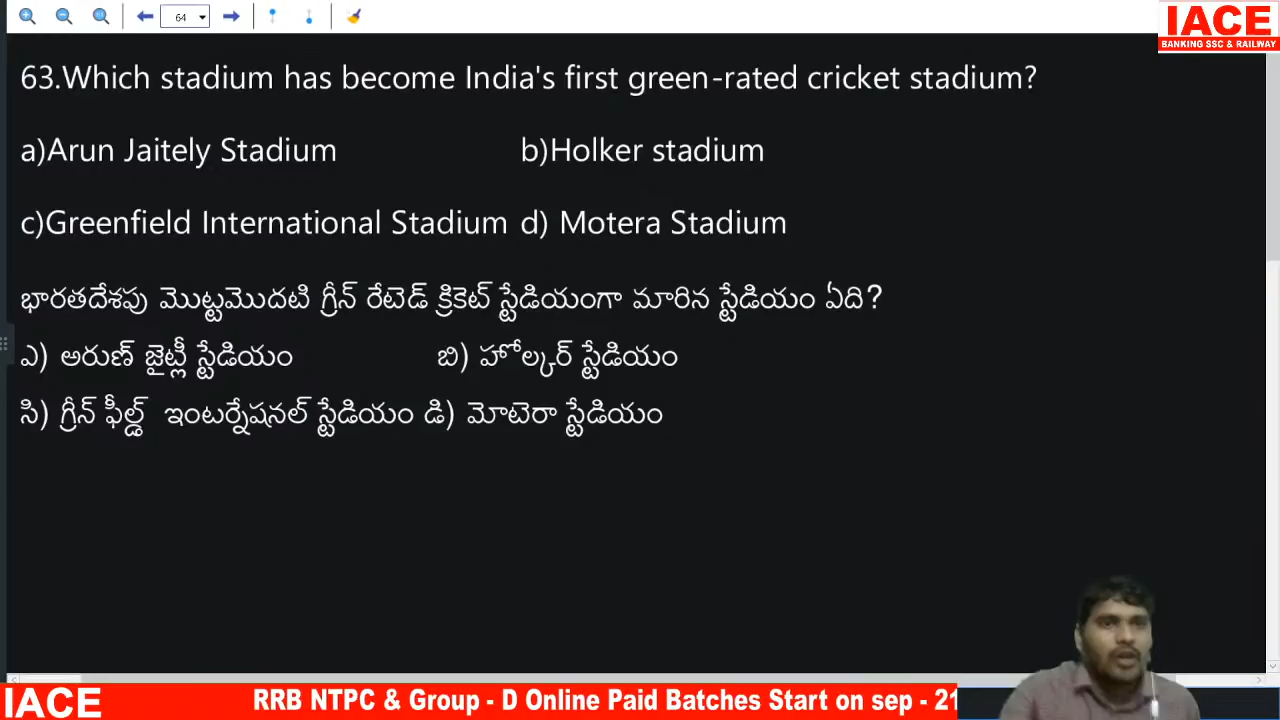 64
IACE
BANKING SSC & RAILWAY
63.Which stadium has become India's first green-rated cricket stadium?
a)Arun Jaitely Stadium b)Holker stadium
c)Greenfield International Stadium d) Motera Stadium
భారతదేశపు మొట్టమొదటి గ్రీన్ రేటెడ్ క్రికెట్ స్టేడియంగా మారిన స్టేడియం ఏది?
ఎ) అరుణ్ జైట్లీ స్టేడియం బి) హోల్కర్ స్టేడియం
సి) గ్రీన్ ఫీల్డ్ ఇంటర్నేషనల్ స్టేడియం డి) మోటెరా స్టేడియం
IACE RRB NTPC & Group - D Online Paid Batches Start on sep - 21